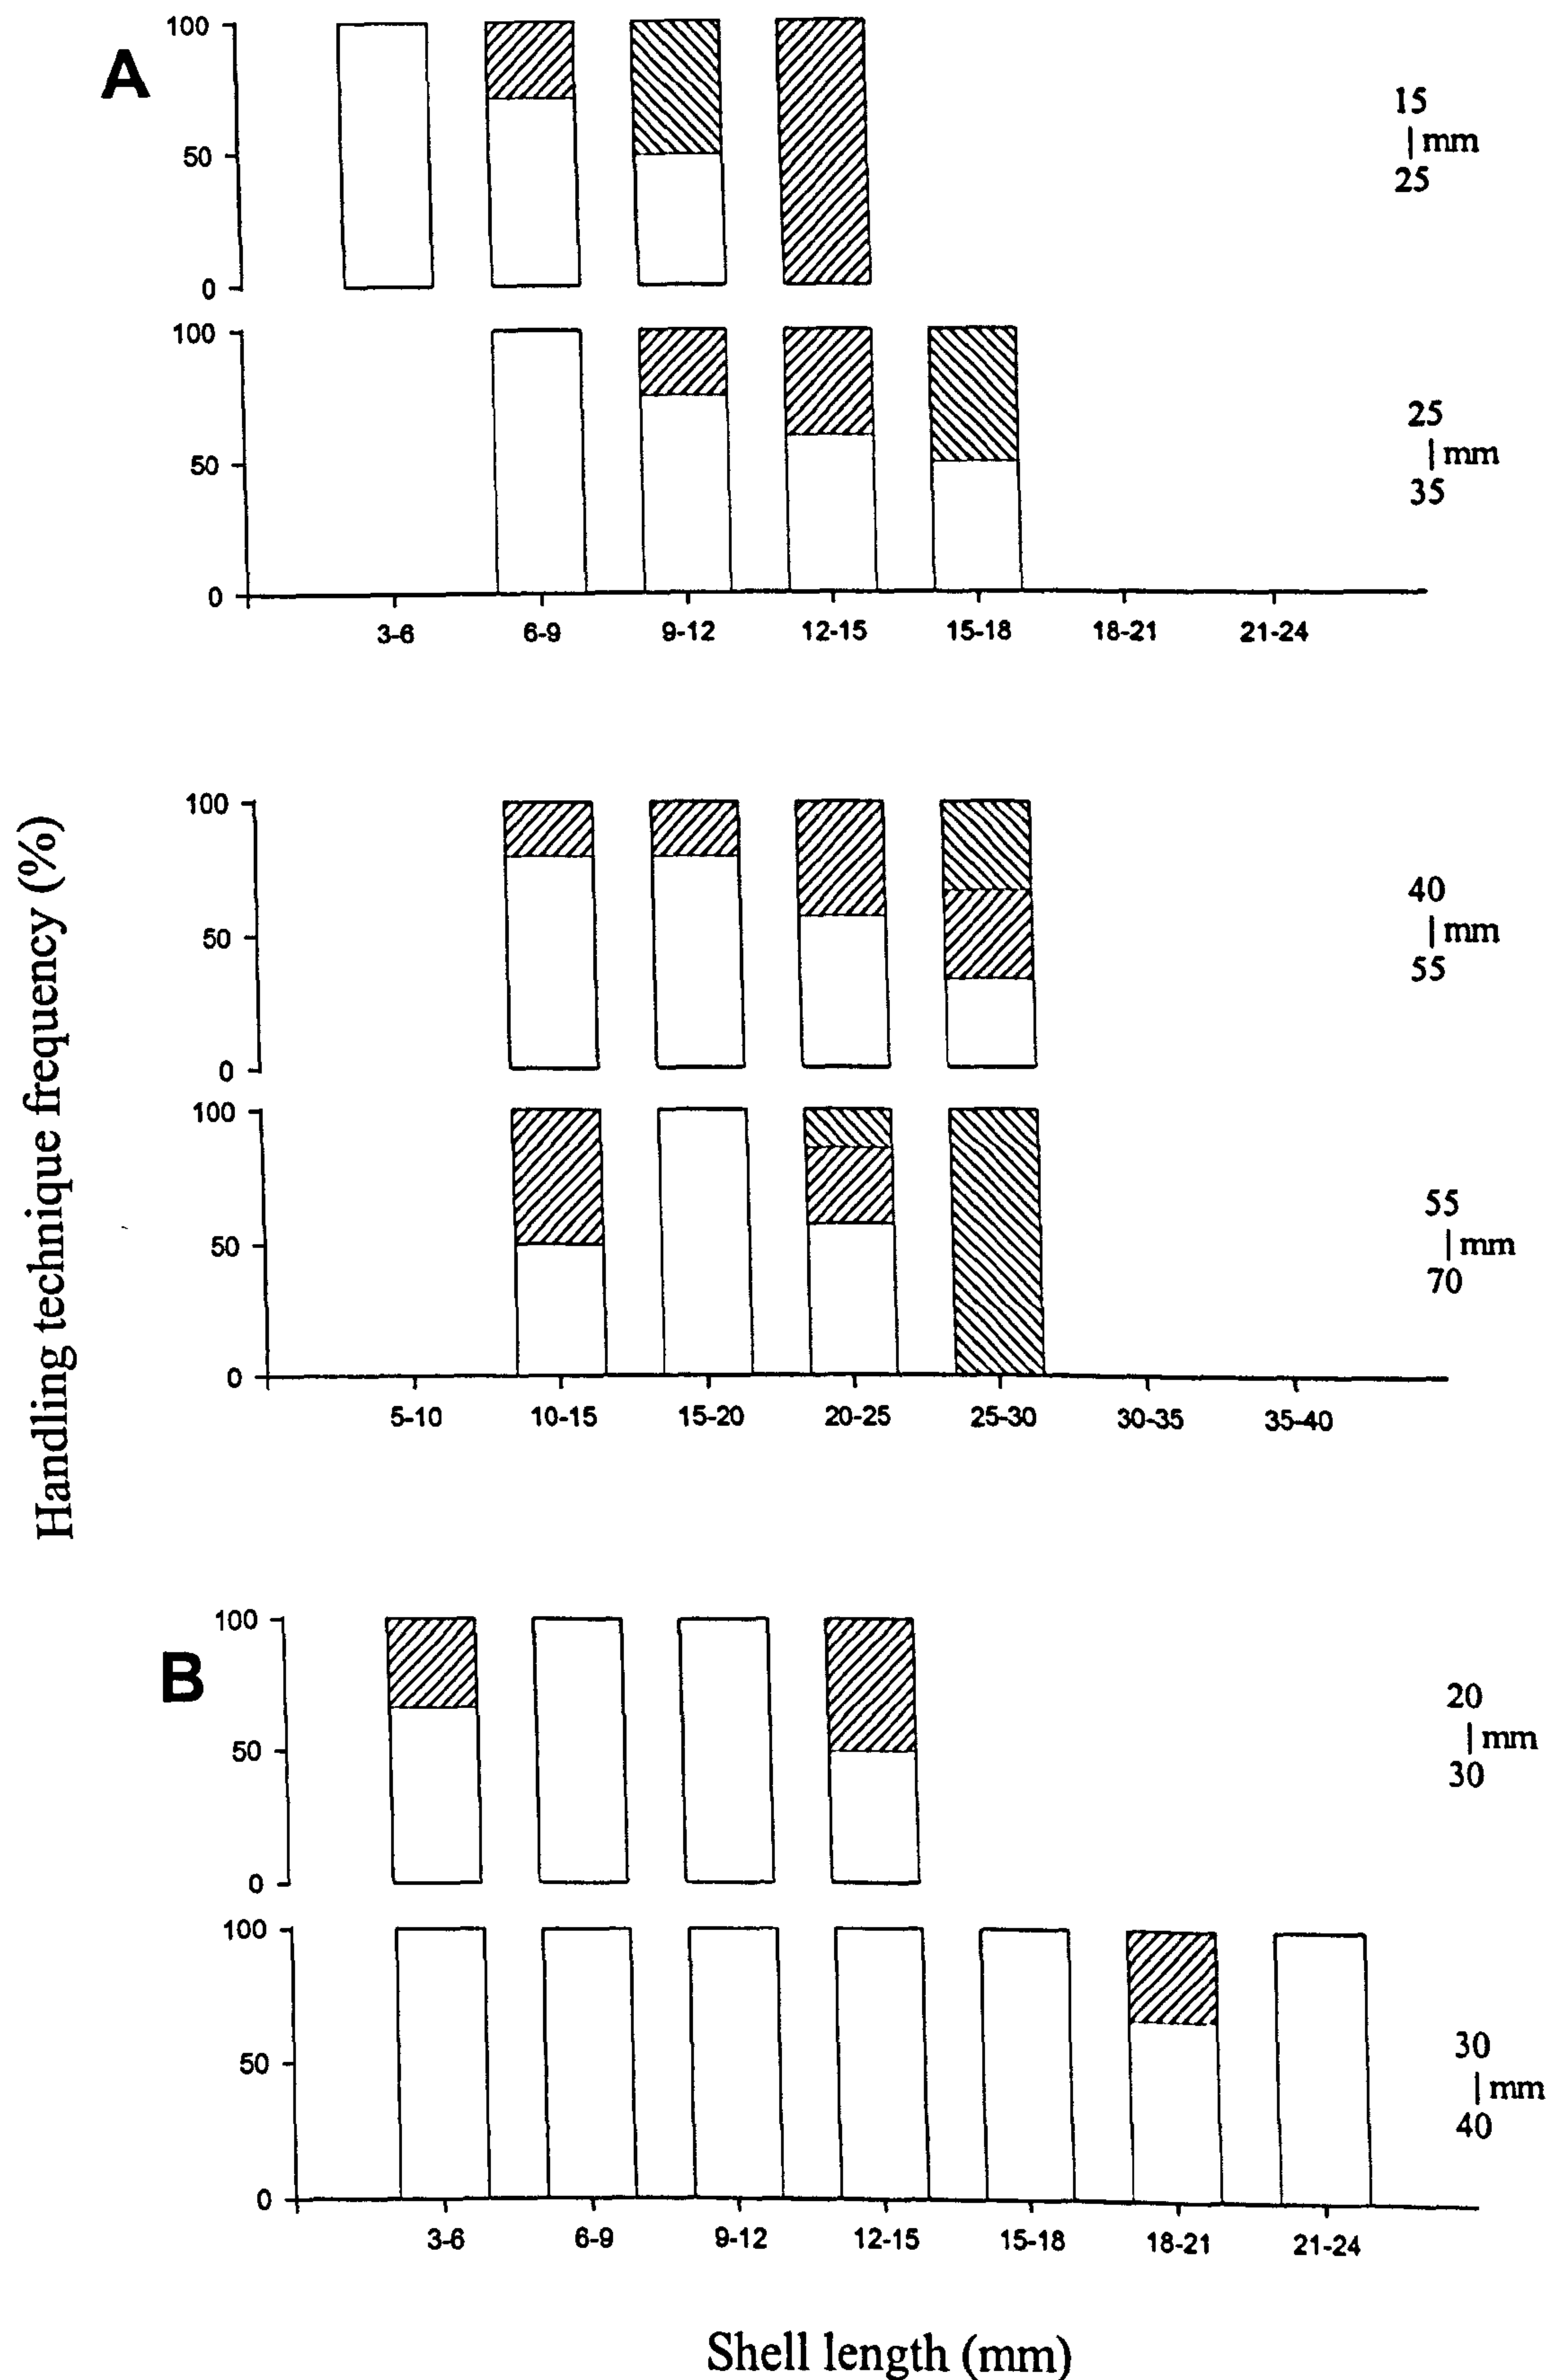 A
100
50
0
15
| mm
25
100
50
0
25
| mm
35
3-6 6-9 9-12 12-15 15-18 18-21 21-24
Handling technique frequency (%)
100
50
0
40
| mm
55
100
50
0
55
| mm
70
5-10 10-15 15-20 20-25 25-30 30-35 35-40
B
100
50
0
20
| mm
30
100
50
0
30
| mm
40
3-6 6-9 9-12 12-15 15-18 18-21 21-24
Shell length (mm)